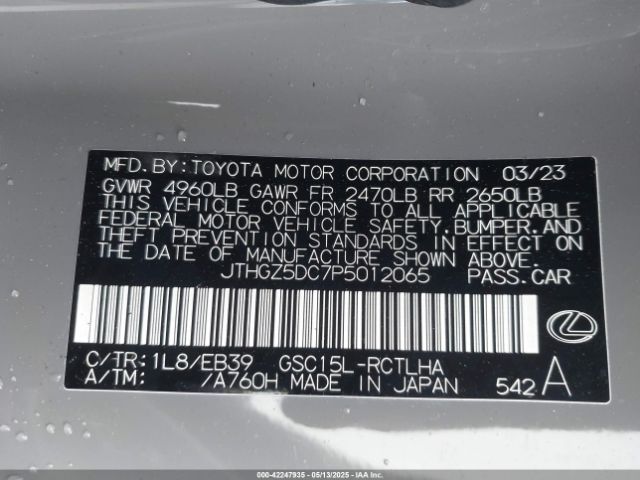 MFD. BY: TOYOTA MOTOR CORPORATION 03/23
GVWR 4960LB GAWR FR 2470LB RR 2650LB
THIS VEHICLE CONFORMS TO ALL APPLICABLE
FEDERAL MOTOR VEHICLE SAFETY, BUMPER, AND
THEFT PREVENTION STANDARDS IN EFFECT ON
THE DATE OF MANUFACTURE SHOWN ABOVE.
JTHGZ5DC7P5012065 PASS. CAR
C/TR: 1L8/EB39 GSC15L-RCTLHA
A/TM: /A760H MADE IN JAPAN 542 A
000-42247935 - 05/13/2025 - IAAI.COM